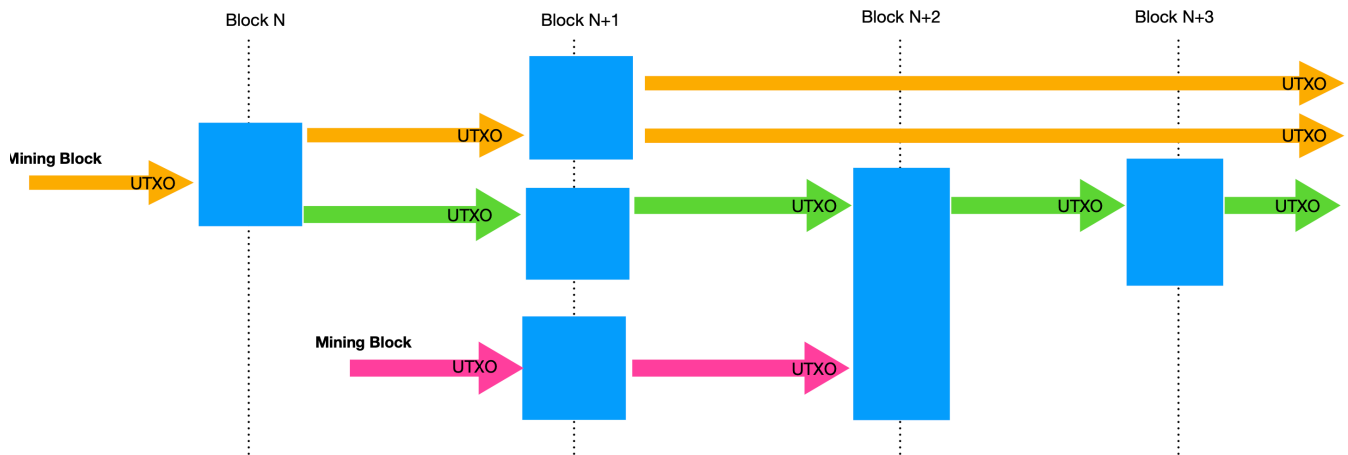 Block N
Block N+1
Block N+2
Block N+3
UTXO
UTXO
UTXO
Mining Block
UTXO
UTXO
UTXO
UTXO
UTXO
UTXO
Mining Block
UTXO
UTXO